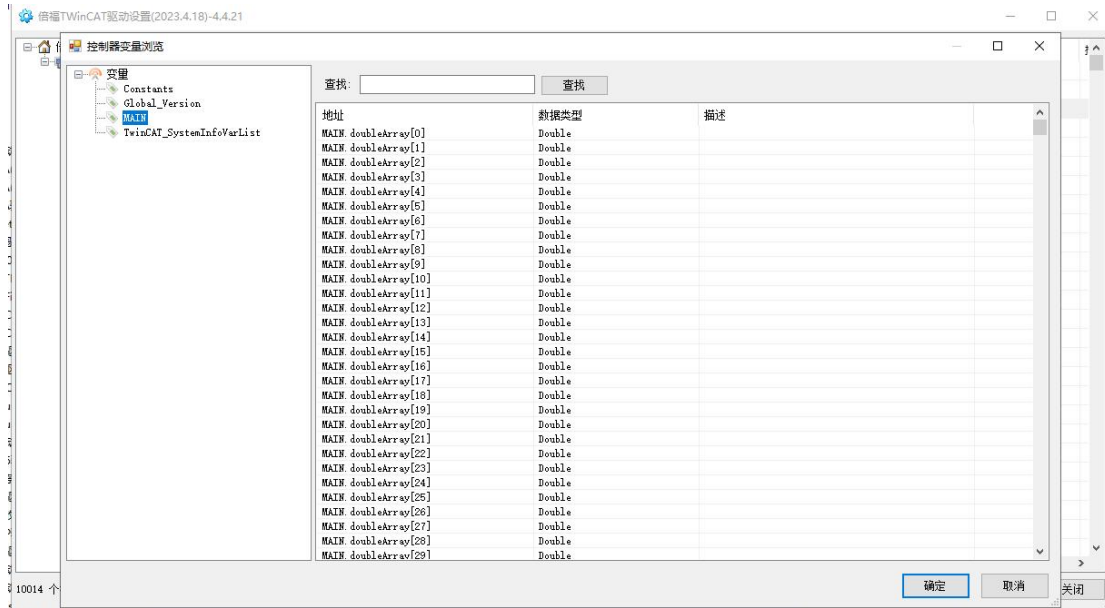 倍福TWinCAT驱动设置(2023.4.18)-4.4.21
控制器变量浏览
变量
Constants
Global_Version
MAIN
TwinCAT_SystemInfoVarList
查找: 查找
地址 数据类型 描述
MAIN.doubleArray[0] Double
MAIN.doubleArray[1] Double
MAIN.doubleArray[2] Double
MAIN.doubleArray[3] Double
MAIN.doubleArray[4] Double
MAIN.doubleArray[5] Double
MAIN.doubleArray[6] Double
MAIN.doubleArray[7] Double
MAIN.doubleArray[8] Double
MAIN.doubleArray[9] Double
MAIN.doubleArray[10] Double
MAIN.doubleArray[11] Double
MAIN.doubleArray[12] Double
MAIN.doubleArray[13] Double
MAIN.doubleArray[14] Double
MAIN.doubleArray[15] Double
MAIN.doubleArray[16] Double
MAIN.doubleArray[17] Double
MAIN.doubleArray[18] Double
MAIN.doubleArray[19] Double
MAIN.doubleArray[20] Double
MAIN.doubleArray[21] Double
MAIN.doubleArray[22] Double
MAIN.doubleArray[23] Double
MAIN.doubleArray[24] Double
MAIN.doubleArray[25] Double
MAIN.doubleArray[26] Double
MAIN.doubleArray[27] Double
MAIN.doubleArray[28] Double
MAIN.doubleArray[29] Double
确定 取消
10014 个 关闭